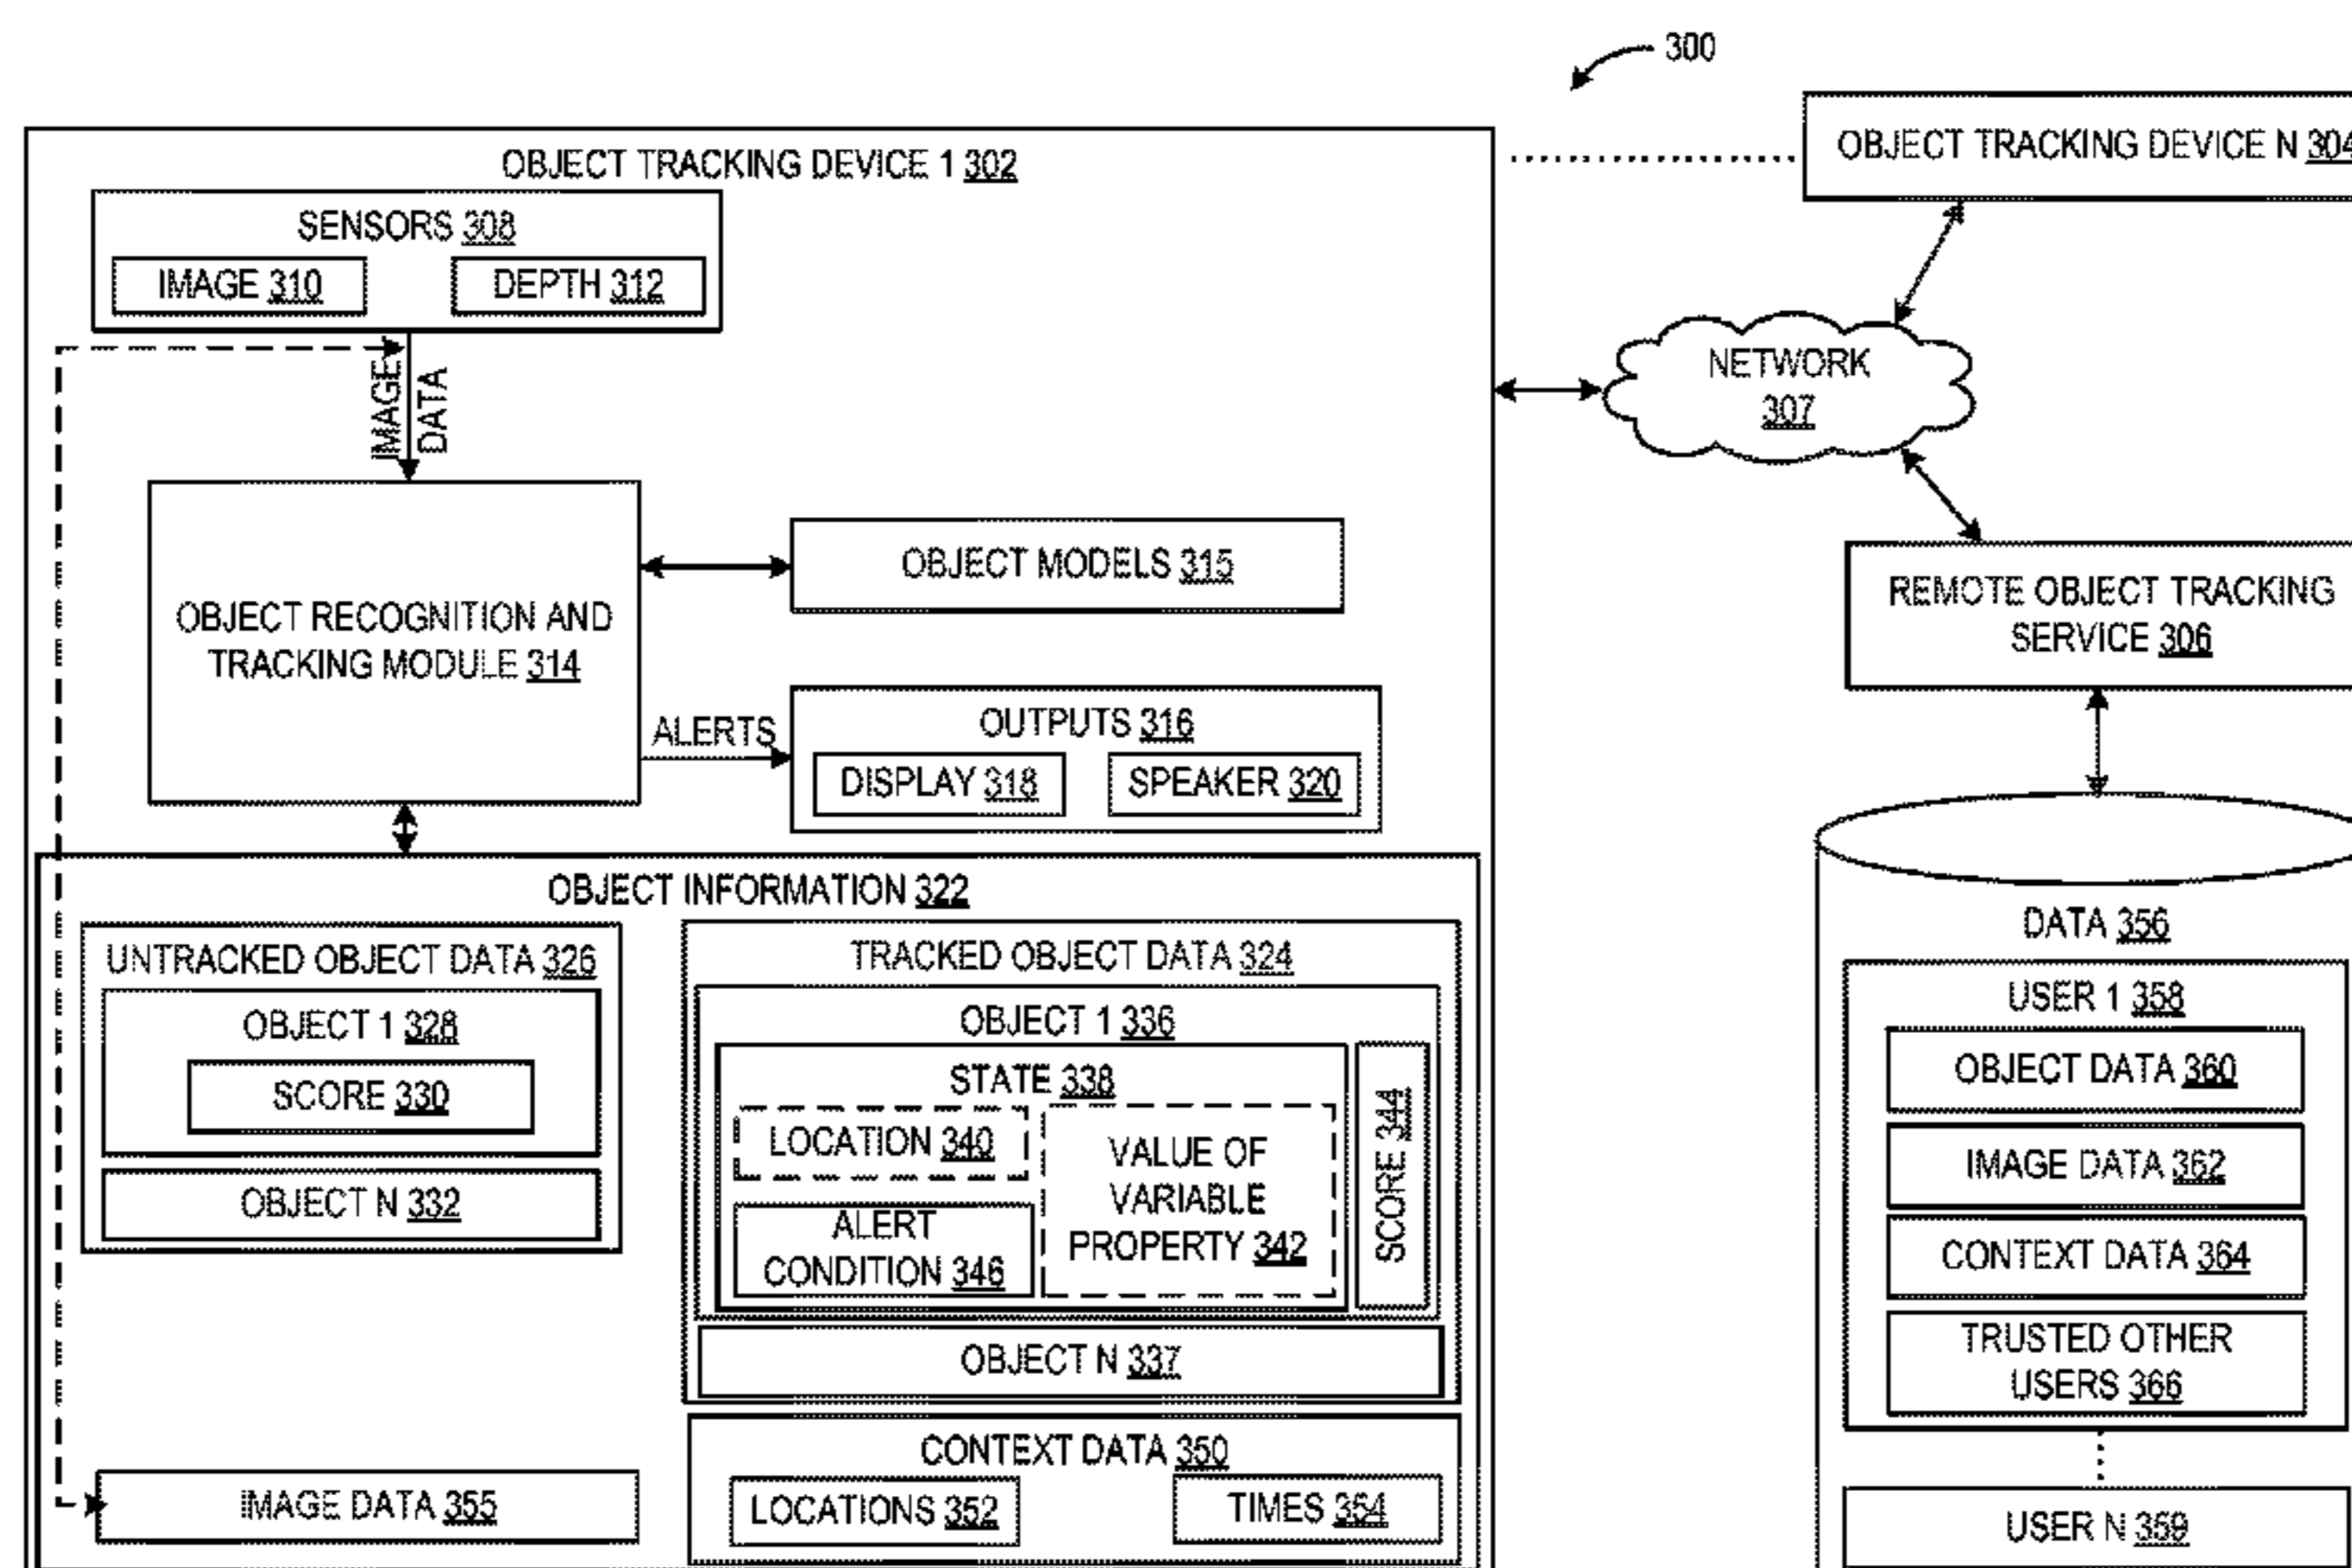 300
OBJECT TRACKING DEVICE 1 302
OBJECT TRACKING DEVICE N 304
SENSORS 308
IMAGE 310
DEPTH 312
IMAGE
DATA
NETWORK
307
OBJECT RECOGNITION AND
TRACKING MODULE 314
OBJECT MODELS 315
REMOTE OBJECT TRACKING
SERVICE 306
ALERTS
OUTPUTS 316
DISPLAY 318
SPEAKER 320
OBJECT INFORMATION 322
UNTRACKED OBJECT DATA 326
OBJECT 1 328
SCORE 330
OBJECT N 332
TRACKED OBJECT DATA 324
OBJECT 1 336
STATE 338
LOCATION 340
ALERT
CONDITION 346
VALUE OF
VARIABLE
PROPERTY 342
SCORE 344
OBJECT N 337
CONTEXT DATA 350
LOCATIONS 352
TIMES 354
IMAGE DATA 355
DATA 356
USER 1 358
OBJECT DATA 360
IMAGE DATA 362
CONTEXT DATA 364
TRUSTED OTHER
USERS 366
USER N 359